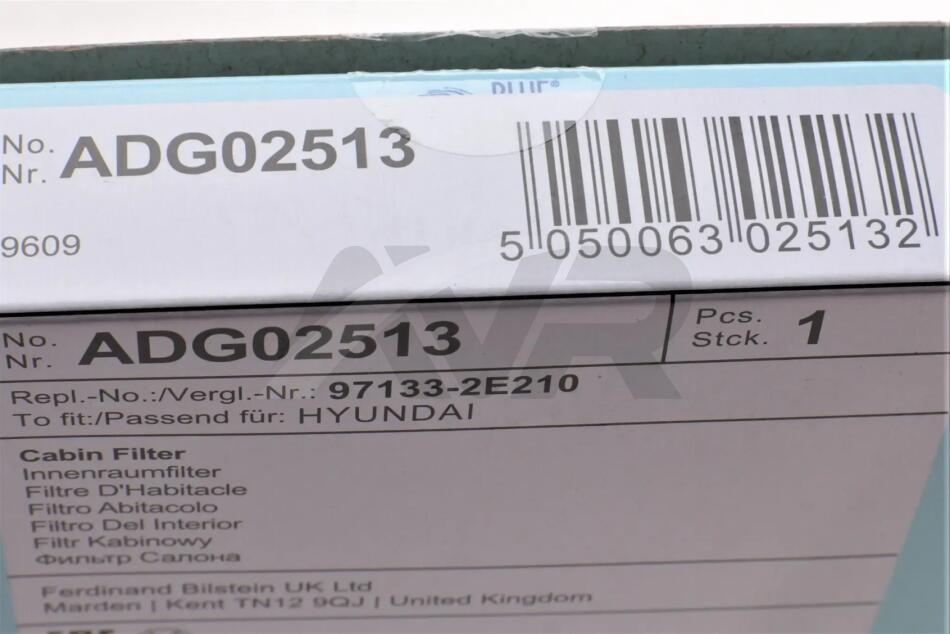 BLUE®
No. ADG02513
Nr.
9609
5 050063 025132
AVR
No. ADG02513
Nr.
Pcs. 1
Stck.
Repl.-No.:/Vergl.-Nr.: 97133-2E210
To fit:/Passend für: HYUNDAI
Cabin Filter
Innenraumfilter
Filtre D'Habitacle
Filtro Abitacolo
Filtro Del Interior
Filtr Kabinowy
Фильтр Салона
Ferdinand Bilstein UK Ltd
Marden | Kent TN12 9QJ | United Kingdom